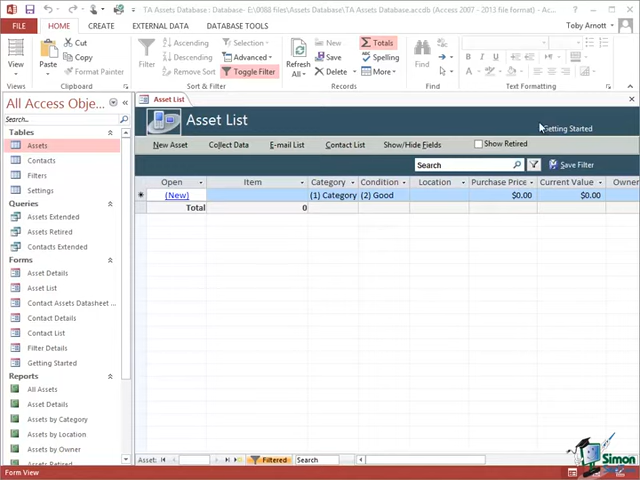 TA Assets Database : Database- E:\0088 files\Assets Database\TA Assets Database.accdb (Access 2007 - 2013 file format) - Ac...
FILE HOME CREATE EXTERNAL DATA DATABASE TOOLS Toby Arnott
View
Views
Paste
Cut
Copy
Format Painter
Clipboard
Filter
Ascending
Descending
Remove Sort
Selection
Advanced
Toggle Filter
Sort & Filter
Refresh All
New
Save
Delete
Totals
Spelling
More
Records
Find
Find
B I U
Text Formatting
All Access Obje...
Search...
Tables
Assets
Contacts
Filters
Settings
Queries
Assets Extended
Assets Retired
Contacts Extended
Forms
Asset Details
Asset List
Contact Assets Datasheet ...
Contact Details
Contact List
Filter Details
Getting Started
Reports
All Assets
Asset Details
Assets by Category
Assets by Location
Assets by Owner
Assets Retired
Asset List
Asset List
Getting Started
New Asset Collect Data E-mail List Contact List Show/Hide Fields Show Retired
Search Save Filter
Open Item Category Condition Location Purchase Price Current Value Owner
(New) (1) Category (2) Good $0.00 $0.00
Total 0
Asset: Filtered Search
Form View
Simon